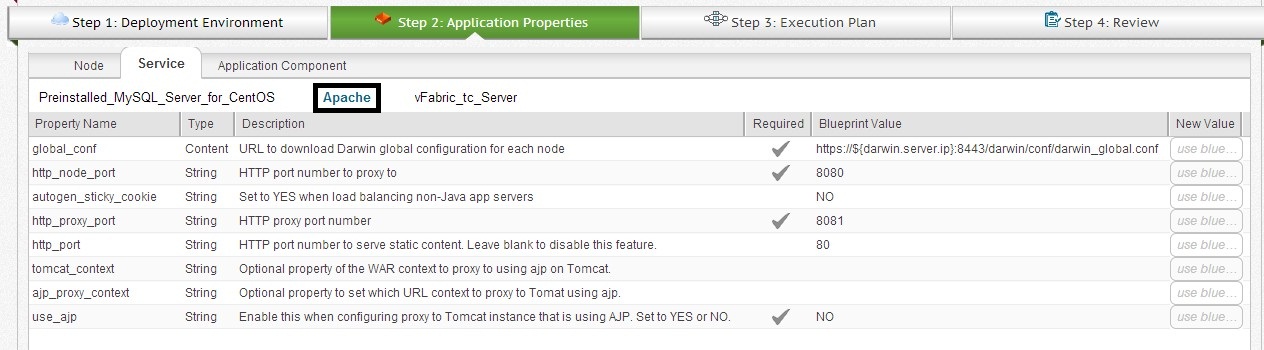 Step 1: Deployment Environment
Step 2: Application Properties
Step 3: Execution Plan
Step 4: Review
Node Service Application Component
Preinstalled_MySQL_Server_for_CentOS Apache vFabric_tc_Server
Property Name Type Description Required Blueprint Value New Value
global_conf Content URL to download Darwin global configuration for each node https://${darwin.server.ip}:8443/darwin/conf/darwin_global.conf use blue...
http_node_port String HTTP port number to proxy to 8080 use blue...
autogen_sticky_cookie String Set to YES when load balancing non-Java app servers NO use blue...
http_proxy_port String HTTP proxy port number 8081 use blue...
http_port String HTTP port number to serve static content. Leave blank to disable this feature. 80 use blue...
tomcat_context String Optional property of the WAR context to proxy to using ajp on Tomcat. use blue...
ajp_proxy_context String Optional property to set which URL context to proxy to Tomat using ajp. use blue...
use_ajp String Enable this when configuring proxy to Tomcat instance that is using AJP. Set to YES or NO. NO use blue...